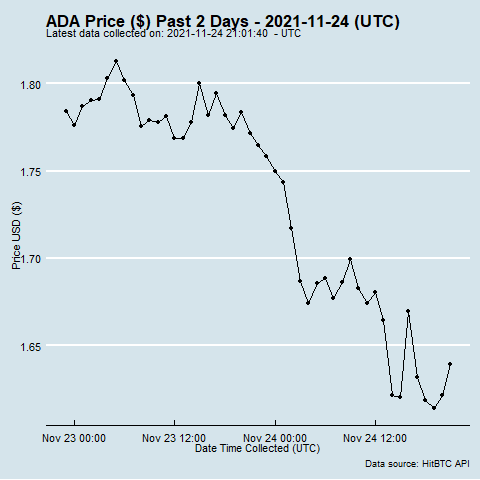 ADA Price ($) Past 2 Days - 2021-11-24 (UTC)
Latest data collected on: 2021-11-24 21:01:40 - UTC
1.80
1.75
1.70
1.65
Price USD ($)
Nov 23 00:00 Nov 23 12:00 Nov 24 00:00 Nov 24 12:00
Date Time Collected (UTC)
Data source: HitBTC API